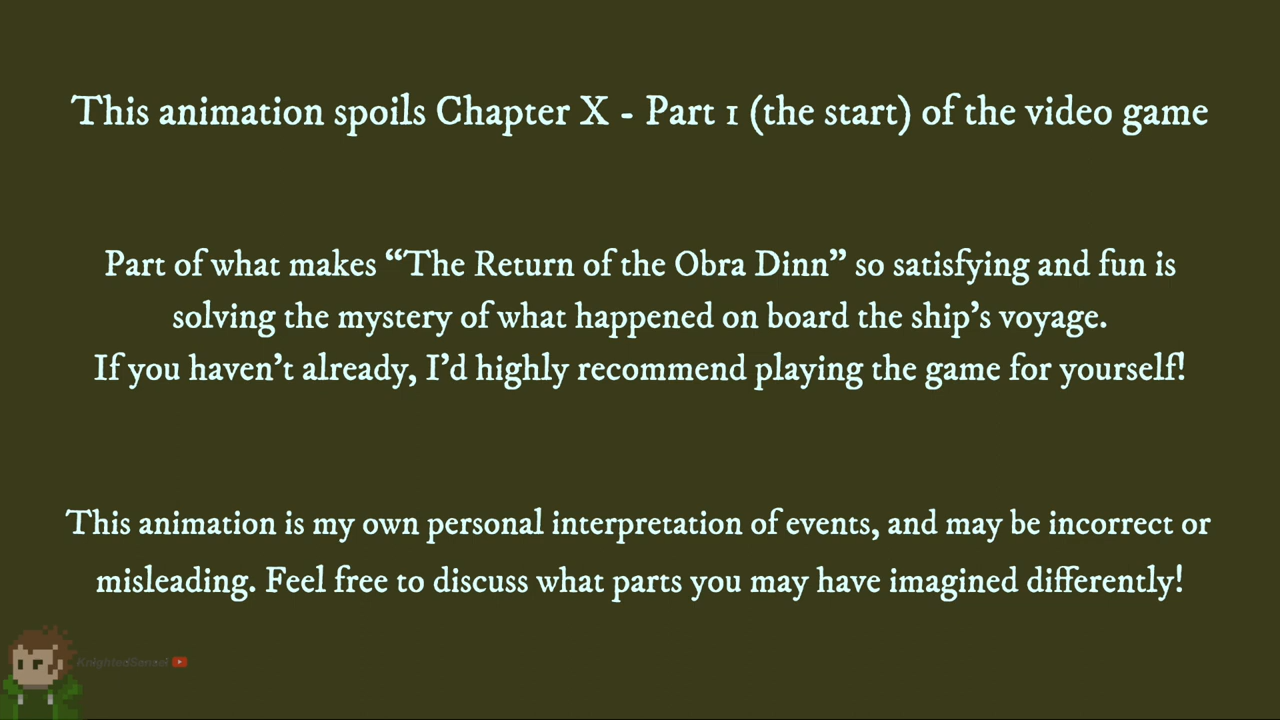 This animation spoils Chapter X - Part 1 (the start) of the video game
Part of what makes “The Return of the Obra Dinn” so satisfying and fun is
solving the mystery of what happened on board the ship’s voyage.
If you haven’t already, I’d highly recommend playing the game for yourself!
This animation is my own personal interpretation of events, and may be incorrect or
misleading. Feel free to discuss what parts you may have imagined differently!